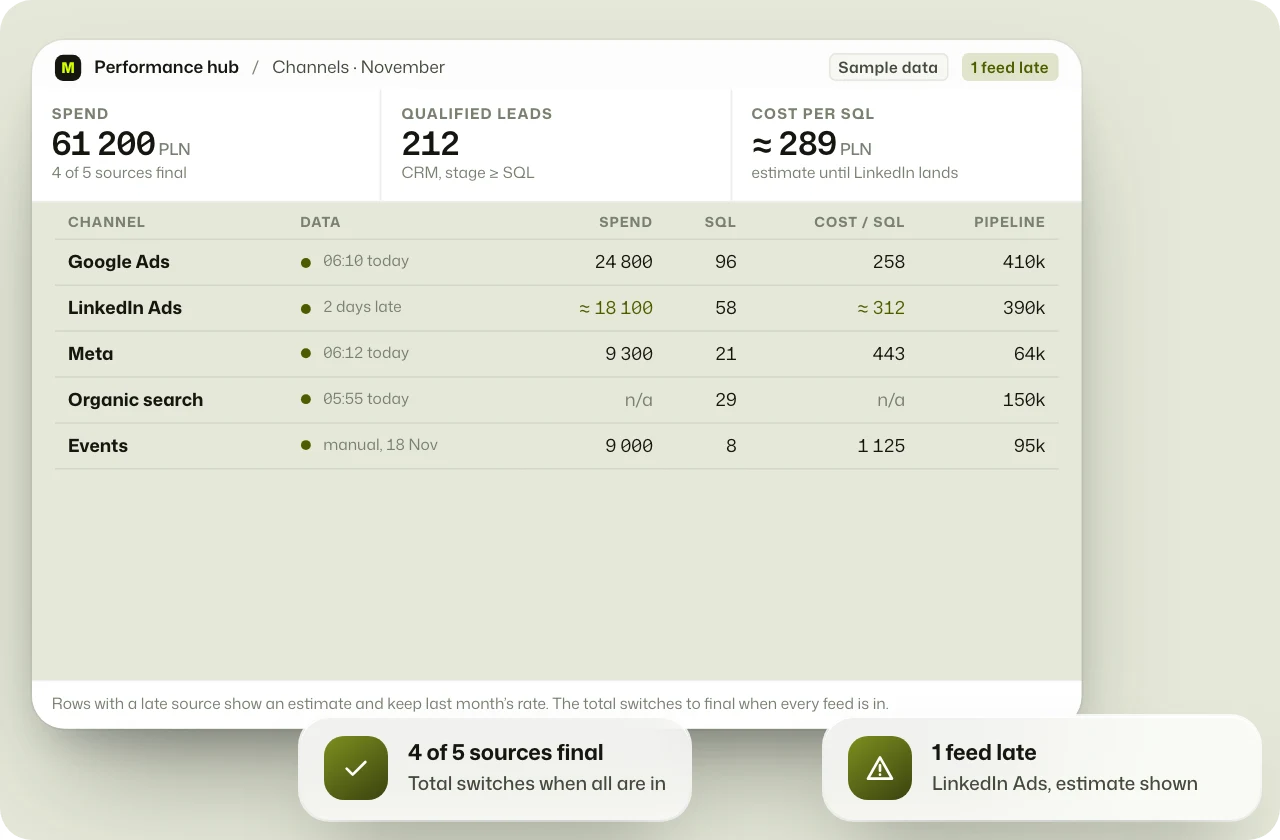 M Performance hub / Channels · November Sample data 1 feed late
SPEND QUALIFIED LEADS COST PER SQL
61 200 PLN 212 ≈ 289 PLN
4 of 5 sources final CRM, stage ≥ SQL estimate until LinkedIn lands
CHANNEL DATA SPEND SQL COST / SQL PIPELINE
Google Ads 06:10 today 24 800 96 258 410k
LinkedIn Ads 2 days late ≈ 18 100 58 ≈ 312 390k
Meta 06:12 today 9 300 21 443 64k
Organic search 05:55 today n/a 29 n/a 150k
Events manual, 18 Nov 9 000 8 1 125 95k
Rows with a late source show an estimate and keep last month's rate. The total switches to final when every feed is in.
4 of 5 sources final
Total switches when all are in
1 feed late
LinkedIn Ads, estimate shown